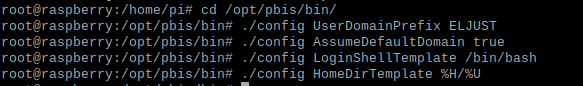 root@raspberry:/home/pi# cd /opt/pbis/bin/
root@raspberry:/opt/pbis/bin# ./config UserDomainPrefix ELJUST
root@raspberry:/opt/pbis/bin# ./config AssumeDefaultDomain true
root@raspberry:/opt/pbis/bin# ./config LoginShellTemplate /bin/bash
root@raspberry:/opt/pbis/bin# ./config HomeDirTemplate %H/%U